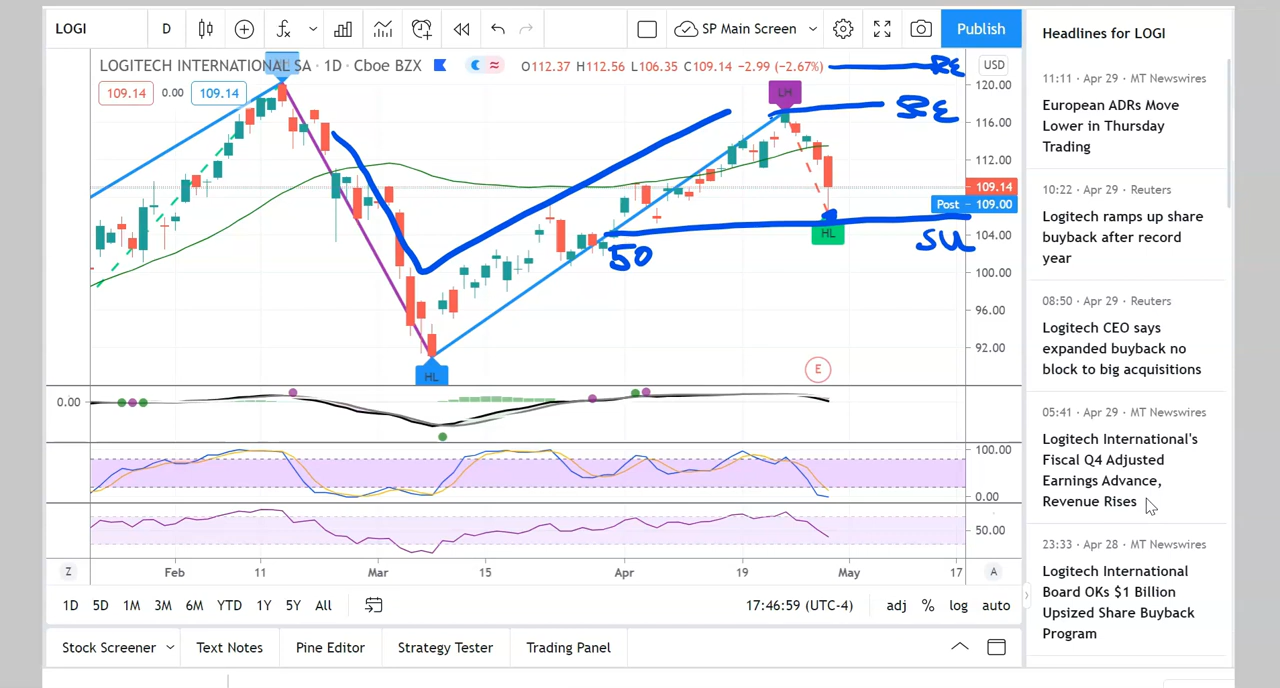 LOGI D SP Main Screen Publish
LOGITECH INTERNATIONAL SA · 1D · Cboe BZX O112.37 H112.56 L106.35 C109.14 −2.99 (−2.67%) RE USD
109.14 0.00 109.14
LH
RE
120.00
116.00
112.00
109.14
Post 109.00
104.00
100.00
96.00
92.00
HL
50
SUL
HL
E
0.00
100.00
0.00
50.00
Z Feb 11 Mar 15 Apr 19 May 17 A
1D 5D 1M 3M 6M YTD 1Y 5Y All 17:46:59 (UTC-4) adj % log auto
Stock Screener Text Notes Pine Editor Strategy Tester Trading Panel
Headlines for LOGI
11:11 · Apr 29 · MT Newswires
European ADRs Move
Lower in Thursday
Trading
10:22 · Apr 29 · Reuters
Logitech ramps up share
buyback after record
year
08:50 · Apr 29 · Reuters
Logitech CEO says
expanded buyback no
block to big acquisitions
05:41 · Apr 29 · MT Newswires
Logitech International's
Fiscal Q4 Adjusted
Earnings Advance,
Revenue Rises
23:33 · Apr 28 · MT Newswires
Logitech International
Board OKs $1 Billion
Upsized Share Buyback
Program